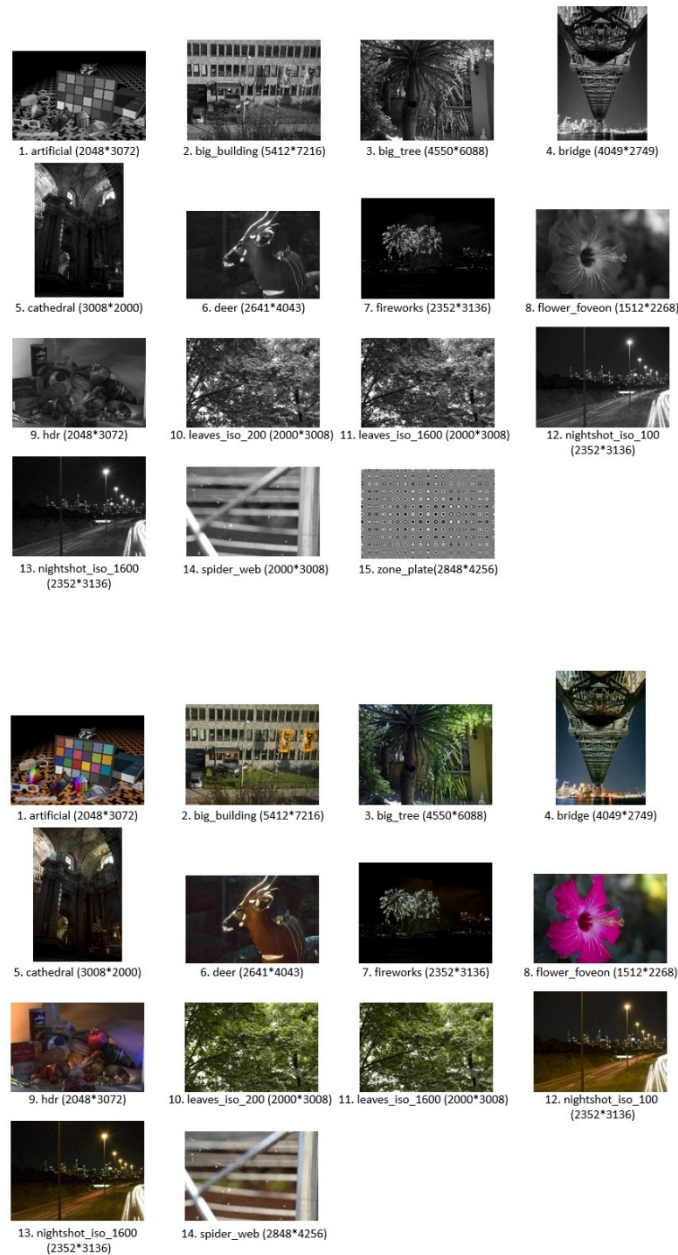 1. artificial (2048*3072)
2. big_building (5412*7216)
3. big_tree (4550*6088)
4. bridge (4049*2749)
5. cathedral (3008*2000)
6. deer (2641*4043)
7. fireworks (2352*3136)
8. flower_foveon (1512*2268)
9. hdr (2048*3072)
10. leaves_iso_200 (2000*3008)
11. leaves_iso_1600 (2000*3008)
12. nightshot_iso_100
(2352*3136)
13. nightshot_iso_1600
(2352*3136)
14. spider_web (2000*3008)
15. zone_plate(2848*4256)
1. artificial (2048*3072)
2. big_building (5412*7216)
3. big_tree (4550*6088)
4. bridge (4049*2749)
5. cathedral (3008*2000)
6. deer (2641*4043)
7. fireworks (2352*3136)
8. flower_foveon (1512*2268)
9. hdr (2048*3072)
10. leaves_iso_200 (2000*3008)
11. leaves_iso_1600 (2000*3008)
12. nightshot_iso_100
(2352*3136)
13. nightshot_iso_1600
(2352*3136)
14. spider_web (2848*4256)